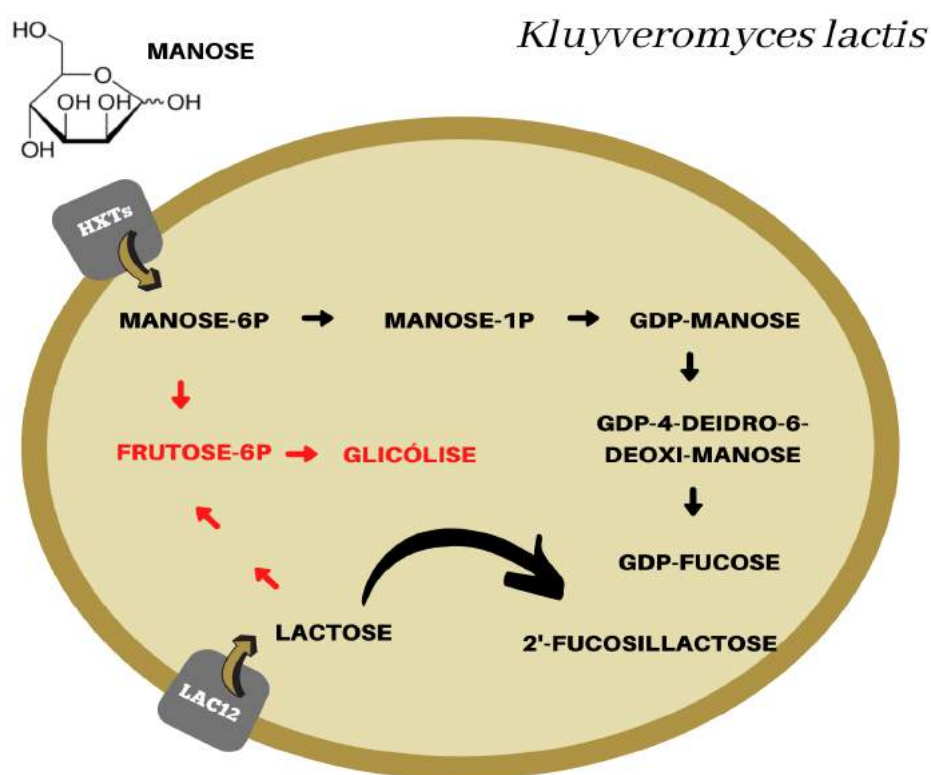 Kluyveromyces lactis
HO
MANOSE
O
OH OH OH
OH
HXTs
MANOSE-6P MANOSE-1P GDP-MANOSE
GDP-4-DEIDRO-6-
DEOXI-MANOSE
FRUTOSE-6P GLICÓLISE
GDP-FUCOSE
LACTOSE
2'-FUCOSILLACTOSE
LAC12